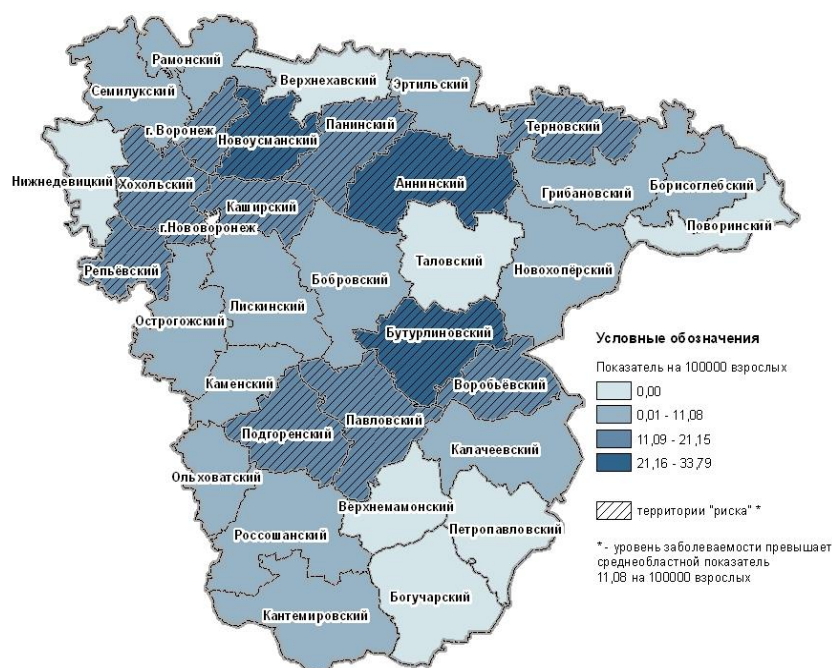 Рамонский
Семилукский
Верхнехавский
Эртильский
г. Воронеж
Новоусманский
Панинский
Терновский
Нижнедевицкий
Хохольский
Аннинский
Грибановский
Борисоглебский
Каширский
г.Нововоронеж
Поворинский
Репьёвский
Таловский
Новохопёрский
Бобровский
Лискинский
Острогожский
Бутурлиновский
Каменский
Воробьёвский
Павловский
Подгоренский
Калачеевский
Ольховатский
Верхнемамонский
Петропавловский
Россошанский
Богучарский
Кантемировский
Условные обозначения
Показатель на 100000 взрослых
0,00
0,01 - 11,08
11,09 - 21,15
21,16 - 33,79
территории "риска" *
* - уровень заболеваемости превышает
среднеобластной показатель
11,08 на 100000 взрослых